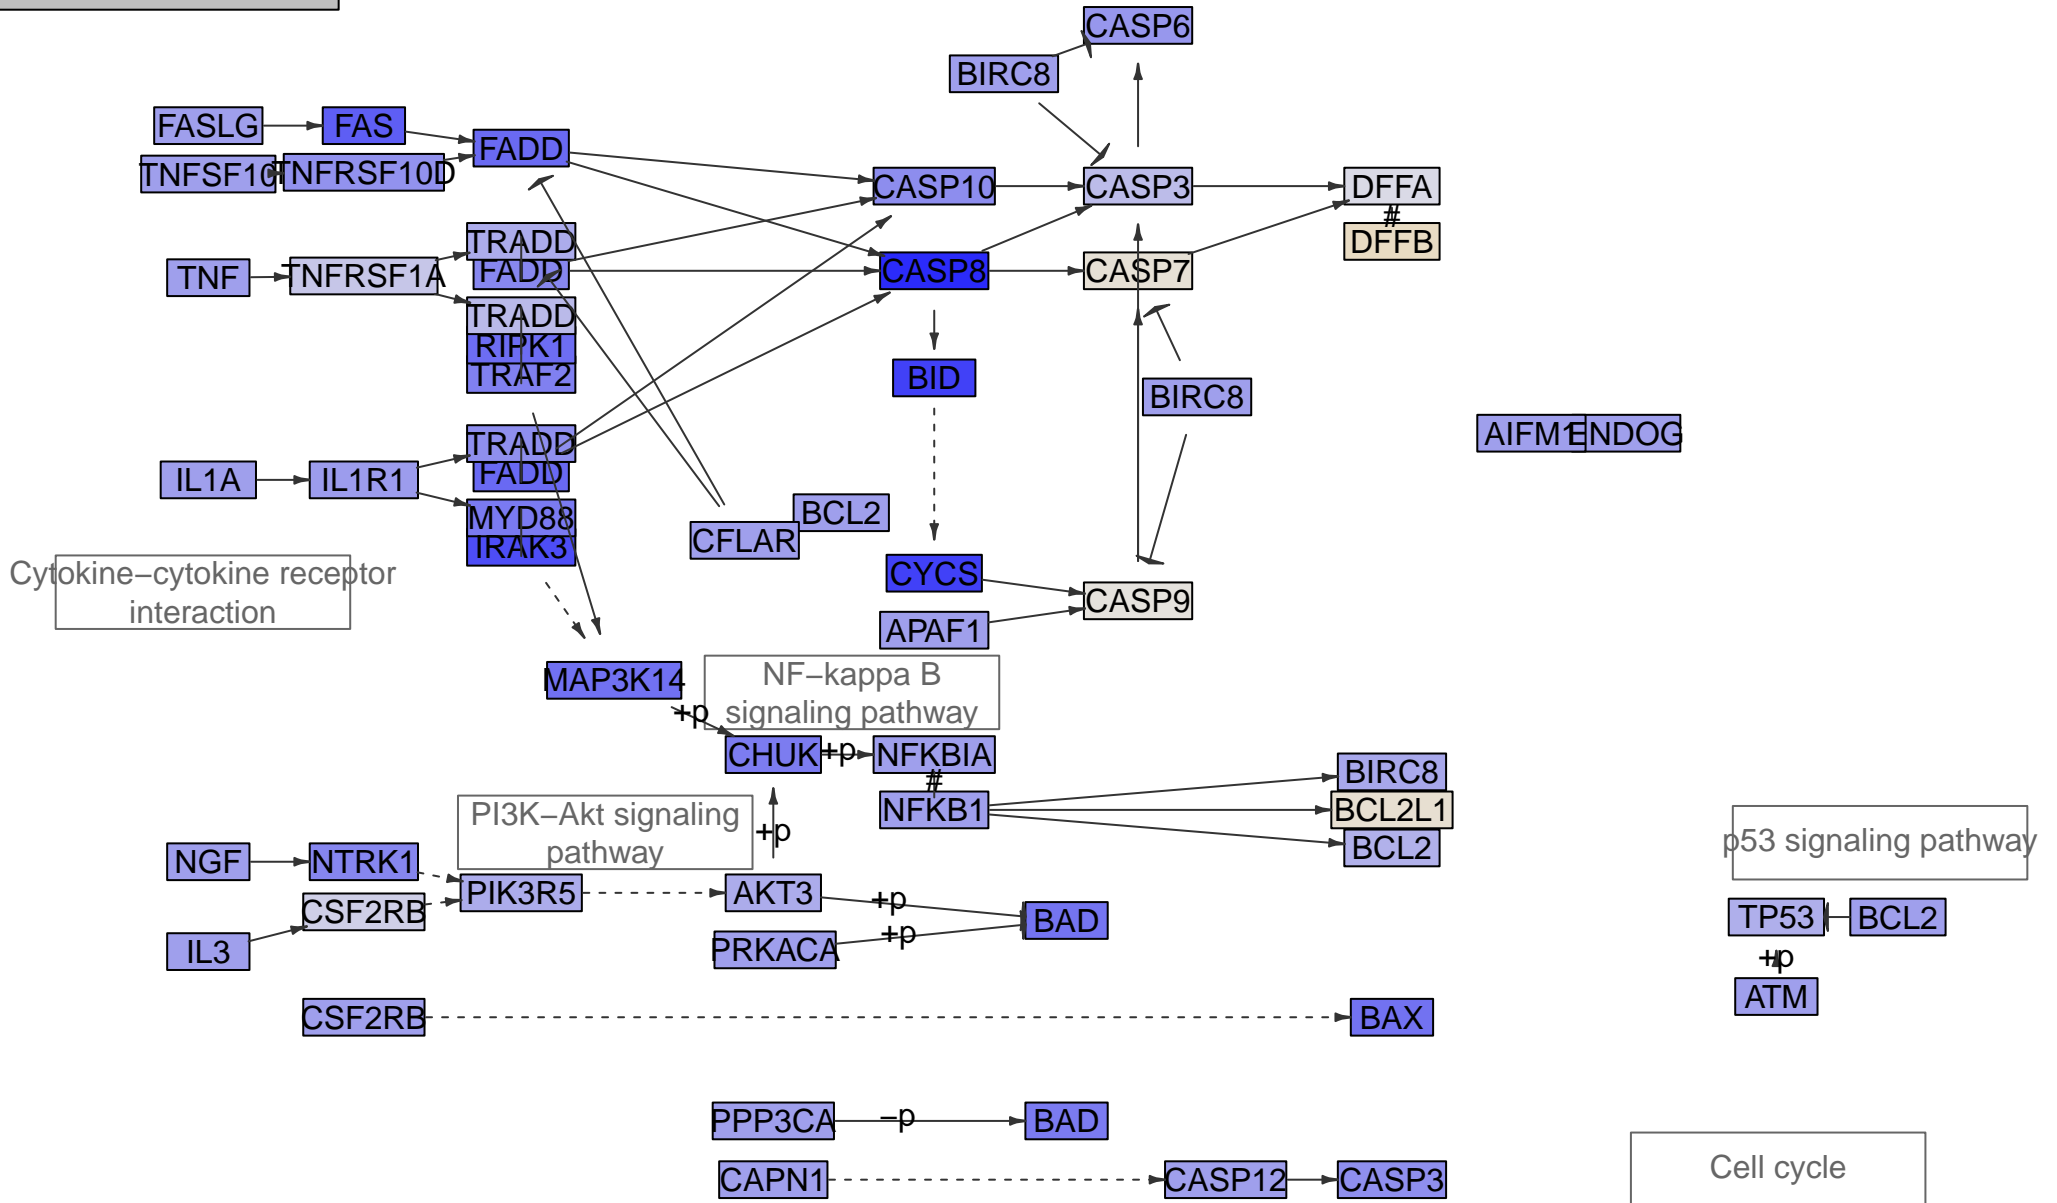 CASP6
BIRC8
FASLG
FAS
FADD
TNFSF10
TNFRSF10D
CASP10
CASP3
DFFA
#
DFFB
TRADD
FADD
TNF
TNFRSF1A
CASP8
CASP7
TRADD
RIPK1
TRAF2
BID
BIRC8
AIFM1
ENDOG
TRADD
FADD
IL1A
IL1R1
MYD88
IRAK3
BCL2
CFLAR
Cytokine−cytokine receptor
interaction
CYCS
CASP9
APAF1
MAP3K14
NF−kappa B
signaling pathway
+p
CHUK
+p
NFKBIA
#
NFKB1
BIRC8
BCL2L1
BCL2
PI3K−Akt signaling
pathway
+p
p53 signaling pathway
NGF
NTRK1
PIK3R5
AKT3
+p
CSF2RB
BAD
TP53
BCL2
IL3
PRKACA
+p
+p
ATM
CSF2RB
BAX
PPP3CA
−p
BAD
CAPN1
CASP12
CASP3
Cell cycle